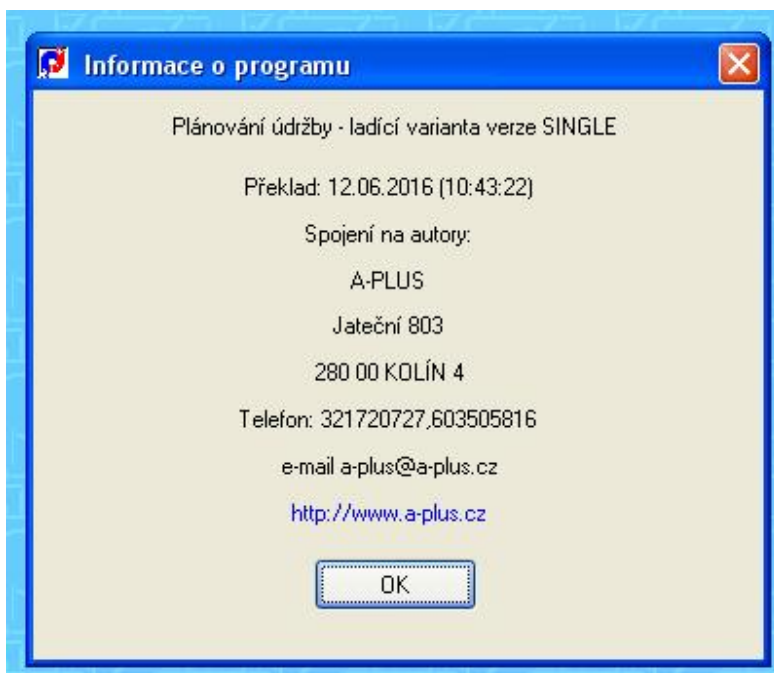 Informace o programu
Plánování údržby - ladící varianta verze SINGLE
Překlad: 12.06.2016 (10:43:22)
Spojení na autory:
A-PLUS
Jateční 803
280 00 KOLÍN 4
Telefon: 321720727,603505816
e-mail a-plus@a-plus.cz
http://www.a-plus.cz
OK